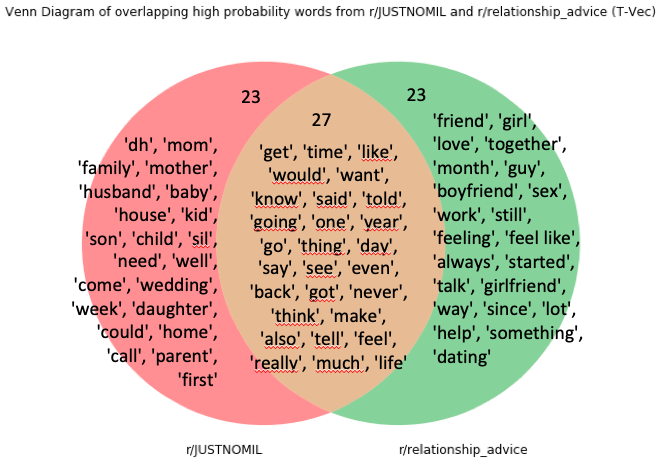 Venn Diagram of overlapping high probability words from r/JUSTNOMIL and r/relationship_advice (T-Vec)
23
'dh', 'mom',
'family', 'mother',
'husband', 'baby',
'house', 'kid',
'son', 'child', 'sil',
'need', 'well',
'come', 'wedding',
'week', 'daughter',
'could', 'home',
'call', 'parent',
'first'
27
'get', 'time', 'like',
'would', 'want',
'know', 'said', 'told',
'going', 'one', 'year',
'go', 'thing', 'day',
'say', 'see', 'even',
'back', 'got', 'never',
'think', 'make',
'also', 'tell', 'feel',
'really', 'much', 'life'
23
'friend', 'girl',
'love', 'together',
'month', 'guy',
'boyfriend', 'sex',
'work', 'still',
'feeling', 'feel like',
'always', 'started',
'talk', 'girlfriend',
'way', 'since', 'lot',
'help', 'something',
'dating'
r/JUSTNOMIL
r/relationship_advice